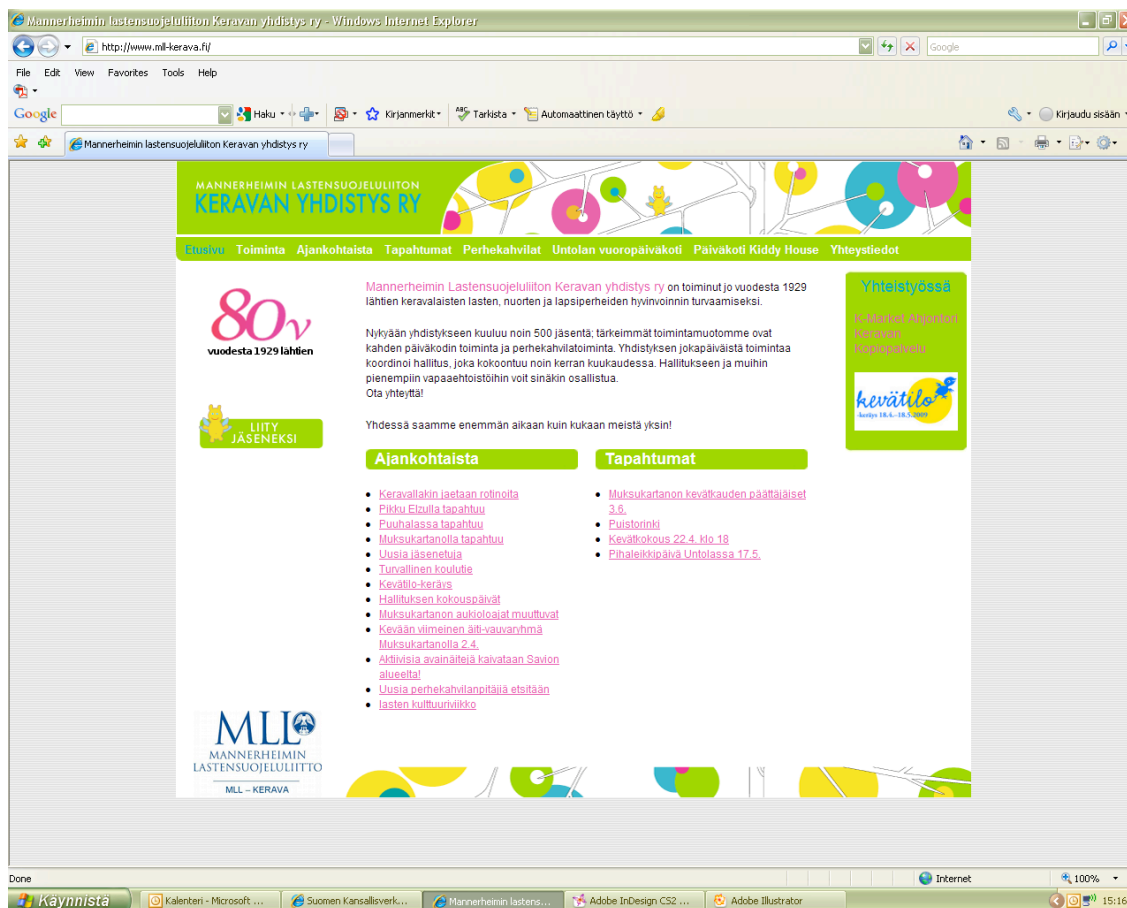 Mannerheimin lastensuojeluliiton Keravan yhdistys ry - Windows Internet Explorer
http://www.mll-kerava.fi/
Google
File Edit View Favorites Tools Help
Google
Haku
Kirjanmerkit
ABC Tarkista
Automaattinen täyttö
Kirjaudu sisään
Mannerheimin lastensuojeluliiton Keravan yhdistys ry
MANNERHEIMIN LASTENSUOJELULIITON
KERAVAN YHDISTYS RY
Etusivu Toiminta Ajankohtaista Tapahtumat Perhekahvilat Untolan vuoropäiväkoti Päiväkoti Kiddy House Yhteystiedot
80v
vuodesta 1929 lähtien
LIITY
JÄSENEKSI
Mannerheimin Lastensuojeluliiton Keravan yhdistys ry on toiminut jo vuodesta 1929
lähtien keravalaisten lasten, nuorten ja lapsiperheiden hyvinvoinnin turvaamiseksi.
Nykyään yhdistykseen kuuluu noin 500 jäsentä; tärkeimmät toimintamuotomme ovat
kahden päiväkodin toiminta ja perhekahvilatoiminta. Yhdistyksen jokapäiväistä toimintaa
koordinoi hallitus, joka kokoontuu noin kerran kuukaudessa. Hallitukseen ja muihin
pienempiin vapaaehtoistöihin voit sinäkin osallistua.
Ota yhteyttä!
Yhdessä saamme enemmän aikaan kuin kukaan meistä yksin!
Ajankohtaista
Keravallakin jaetaan rotinoita
Pikku Elzulla tapahtuu
Puuhalassa tapahtuu
Muksukartanolla tapahtuu
Uusia jäsenetuja
Turvallinen koulutie
Kevätilo-keräys
Hallituksen kokouspäivät
Muksukartanon aukioloajat muuttuvat
Kevään viimeinen äiti-vauvaryhmä
Muksukartanolla 2.4.
Aktiivisia avainäitejä kaivataan Savion
alueelta!
Uusia perhekahvilanpitäjiä etsitään
lasten kulttuuriviikko
Tapahtumat
Muksukartanon kevätkauden päättäjäiset
3.6.
Puistorinki
Kevätkokous 22.4. klo 18
Pihaleikkipäivä Untolassa 17.5.
Yhteistyössä
K-Market Ahjontori
Keravan
Kopiopalvelu
kevätilo
-keräys 18.4.-18.5.2009
MLL
MANNERHEIMIN
LASTENSUOJELULIITTO
MLL – KERAVA
Done
Internet
100%
Käynnistä
Kalenteri - Microsoft ...
Suomen Kansallisverk...
Mannerheimin lastens...
Adobe InDesign CS2 ...
Adobe Illustrator
15:16